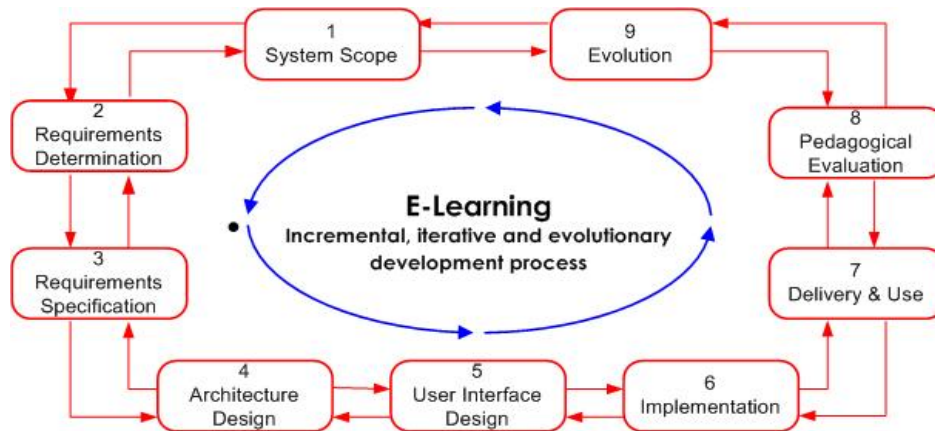 1
System Scope
9
Evolution
2
Requirements
Determination
8
Pedagogical
Evaluation
E-Learning
Incremental, iterative and evolutionary
development process
3
Requirements
Specification
7
Delivery & Use
4
Architecture
Design
5
User Interface
Design
6
Implementation